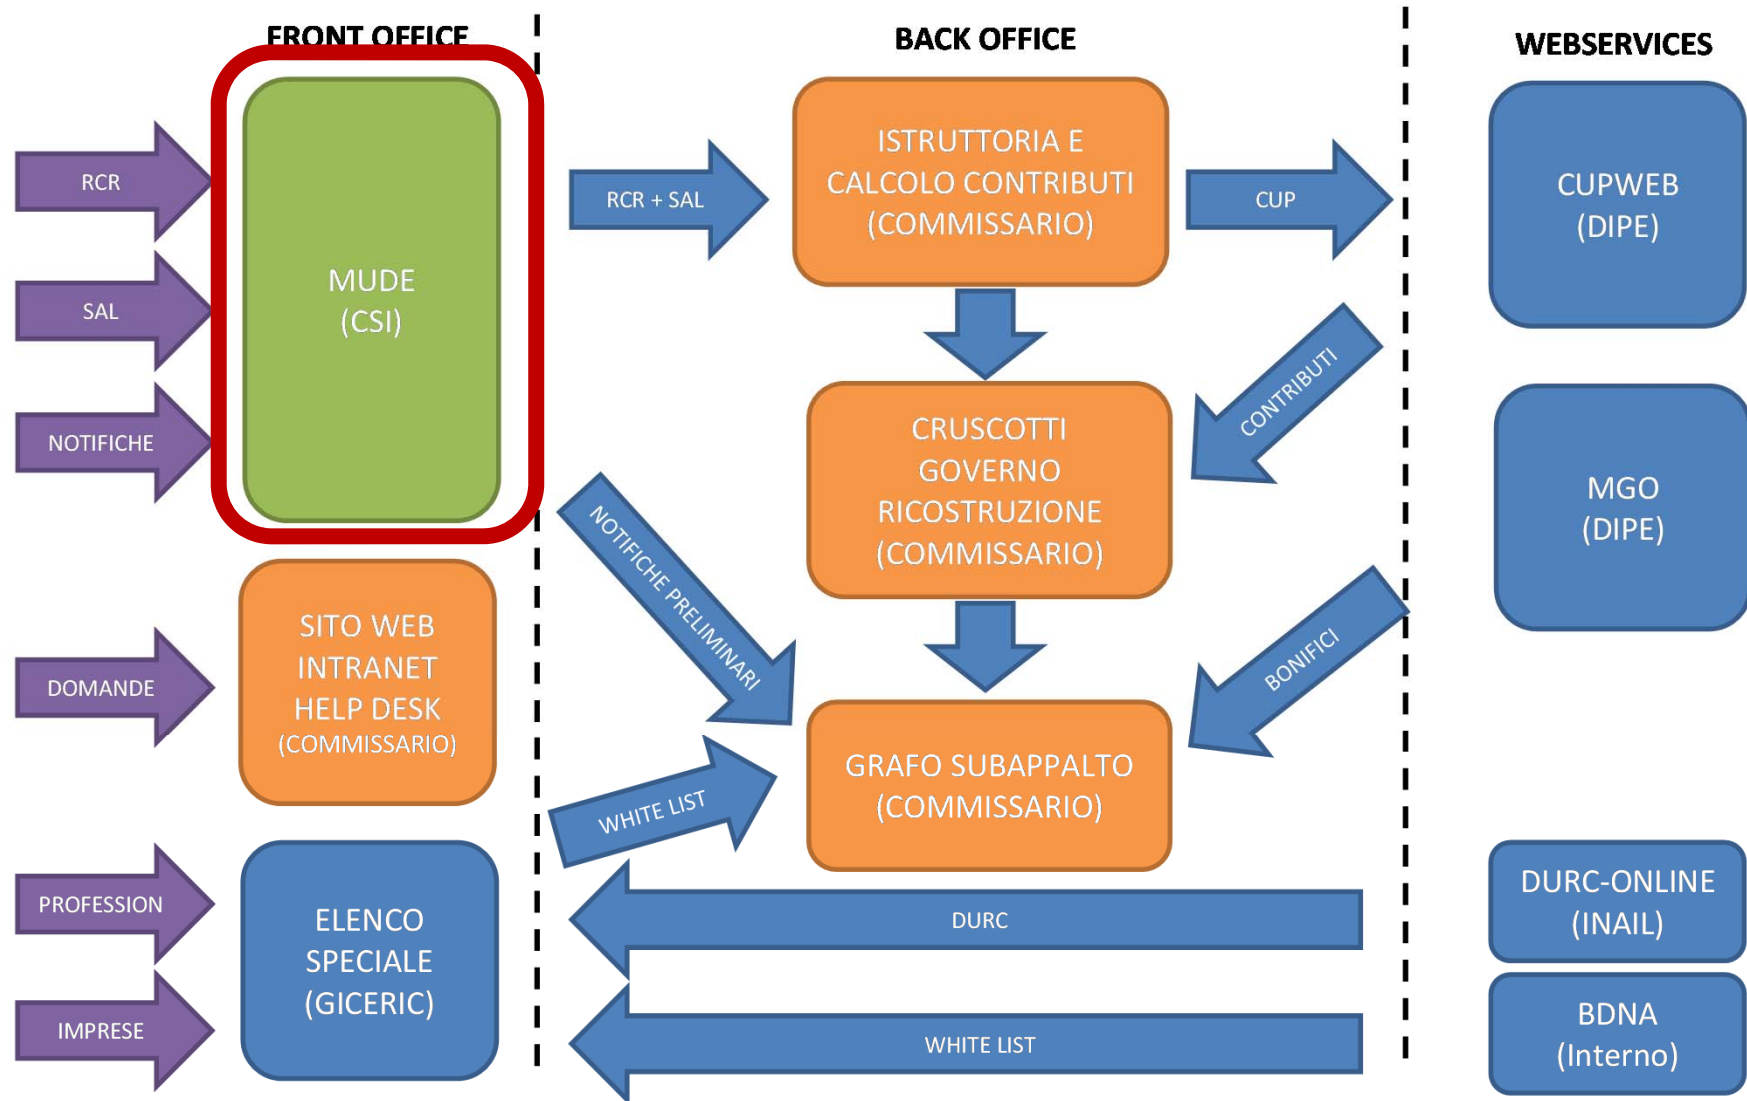 FRONT OFFICE
BACK OFFICE
WEBSERVICES
RCR
SAL
NOTIFICHE
MUDE
(CSI)
RCR + SAL
ISTRUTTORIA E
CALCOLO CONTRIBUTI
(COMMISSARIO)
CUP
CUPWEB
(DIPE)
CONTRIBUTI
CRUSCOTTI
GOVERNO
RICOSTRUZIONE
(COMMISSARIO)
MGO
(DIPE)
NOTIFICHE PRELIMINARI
BONIFICI
DOMANDE
SITO WEB
INTRANET
HELP DESK
(COMMISSARIO)
GRAFO SUBAPPALTO
(COMMISSARIO)
WHITE LIST
PROFESSION
IMPRESE
ELENCO
SPECIALE
(GICERIC)
DURC
WHITE LIST
DURC-ONLINE
(INAIL)
BDNA
(Interno)